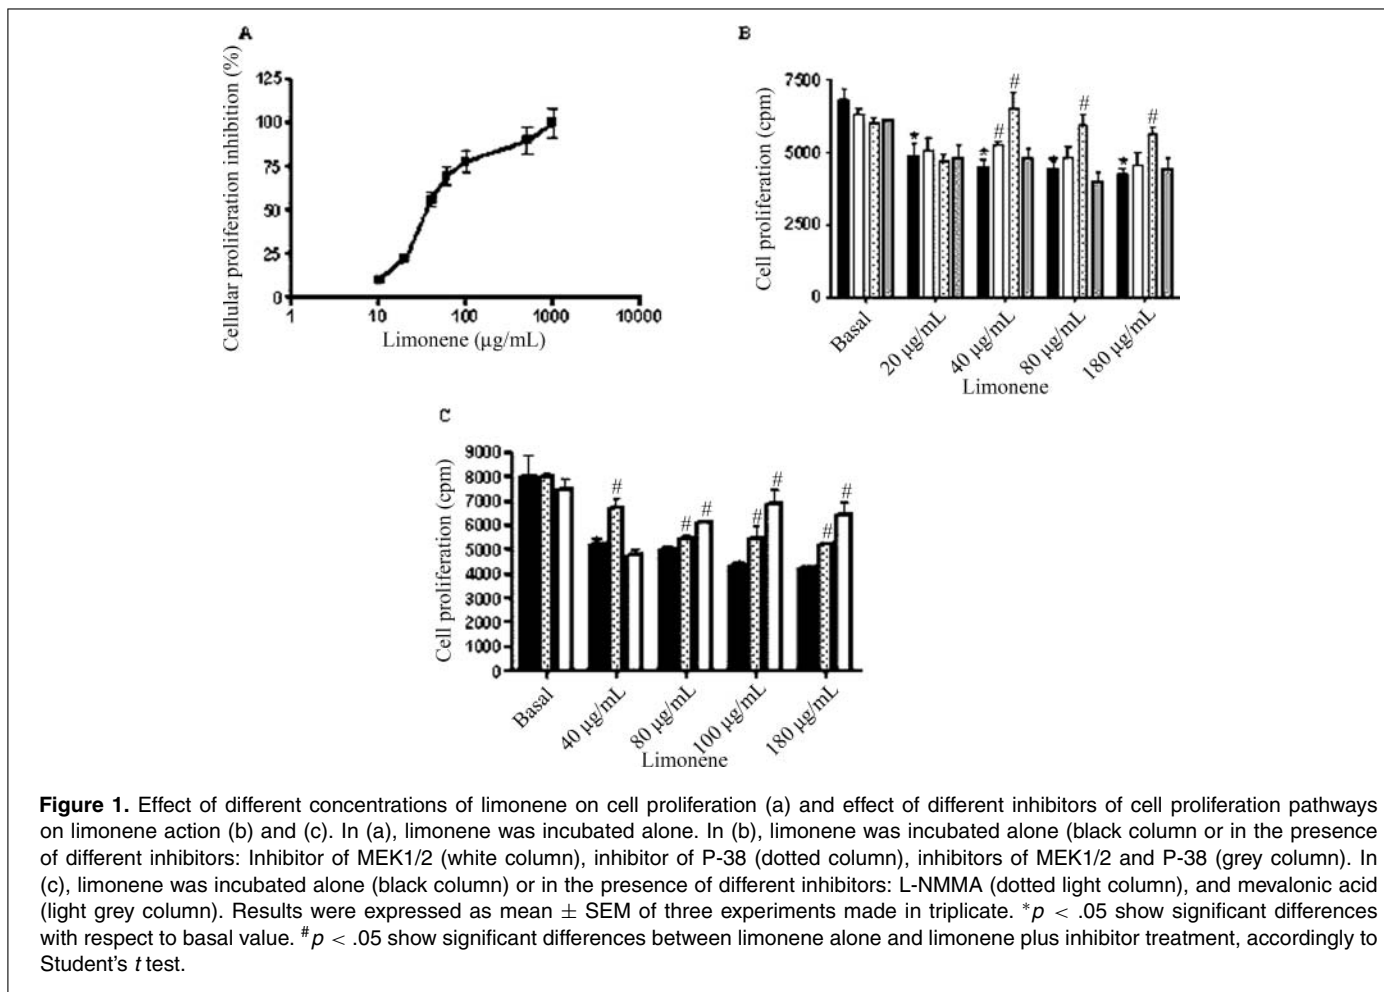 A
Cellular proliferation inhibition (%)
125
100
75
50
25
0
1
10
100
1000
10000
Limonene (µg/mL)
B
Cell proliferation (cpm)
7500
5000
2500
0
*
*
#
#
*
#
*
#
Basal
20 µg/mL
40 µg/mL
80 µg/mL
180 µg/mL
Limonene
C
Cell proliferation (cpm)
9000
8000
7000
6000
5000
4000
3000
2000
1000
0
#
#
#
#
#
#
#
Basal
40 µg/mL
80 µg/mL
100 µg/mL
180 µg/mL
Limonene
Figure 1. Effect of different concentrations of limonene on cell proliferation (a) and effect of different inhibitors of cell proliferation pathways
on limonene action (b) and (c). In (a), limonene was incubated alone. In (b), limonene was incubated alone (black column or in the presence
of different inhibitors: Inhibitor of MEK1/2 (white column), inhibitor of P-38 (dotted column), inhibitors of MEK1/2 and P-38 (grey column). In
(c), limonene was incubated alone (black column) or in the presence of different inhibitors: L-NMMA (dotted light column), and mevalonic acid
(light grey column). Results were expressed as mean ± SEM of three experiments made in triplicate. *p < .05 show significant differences
with respect to basal value. #p < .05 show significant differences between limonene alone and limonene plus inhibitor treatment, accordingly to
Student's t test.